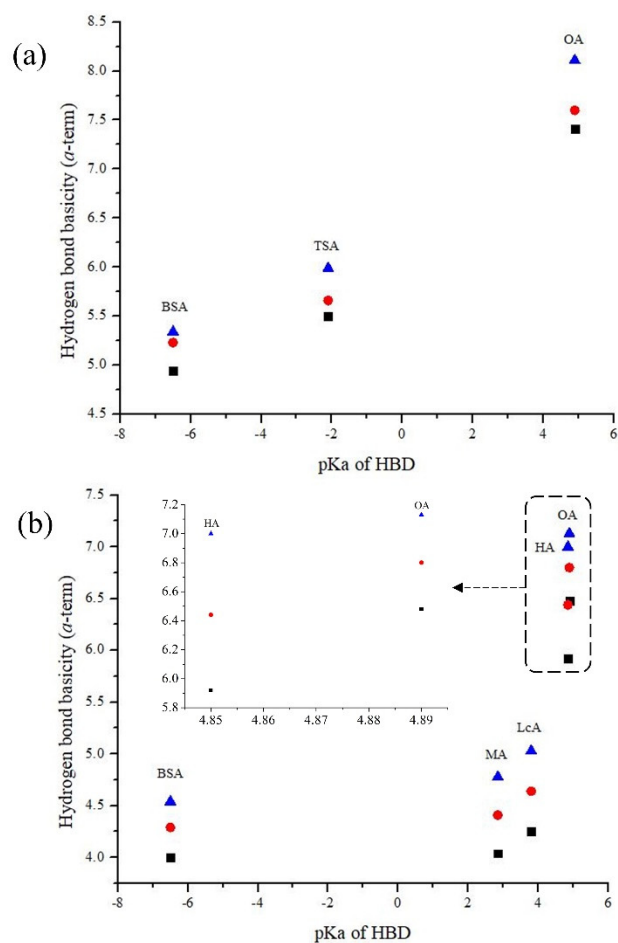 (a)
Hydrogen bond basicity (a-term)
8.5
8.0
7.5
7.0
6.5
6.0
5.5
5.0
4.5
OA
TSA
BSA
-8 -6 -4 -2 0 2 4 6
pKa of HBD
(b)
Hydrogen bond basicity (a-term)
7.5
7.0
6.5
6.0
5.5
5.0
4.5
4.0
7.2
7.0
6.8
6.6
6.4
6.2
6.0
5.8
HA
OA
4.85 4.86 4.87 4.88 4.89
OA
HA
LcA
MA
BSA
-8 -6 -4 -2 0 2 4 6
pKa of HBD